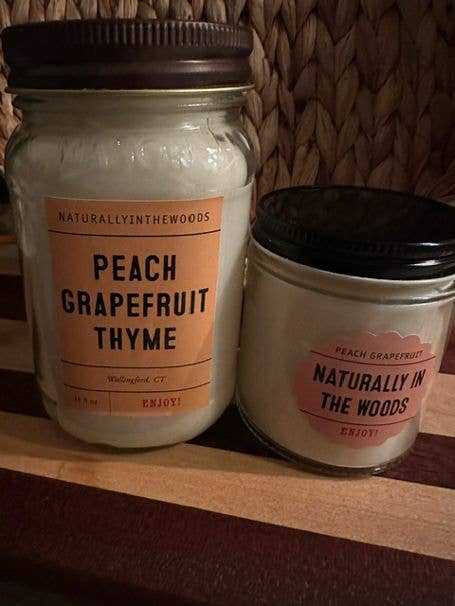 NATURALLYINTHEWOODS
PEACH
GRAPEFRUIT
THYME
Wallingford, CT
ENJOY!
PEACH GRAPEFRUIT
NATURALLY IN
THE WOODS
ENJOY!